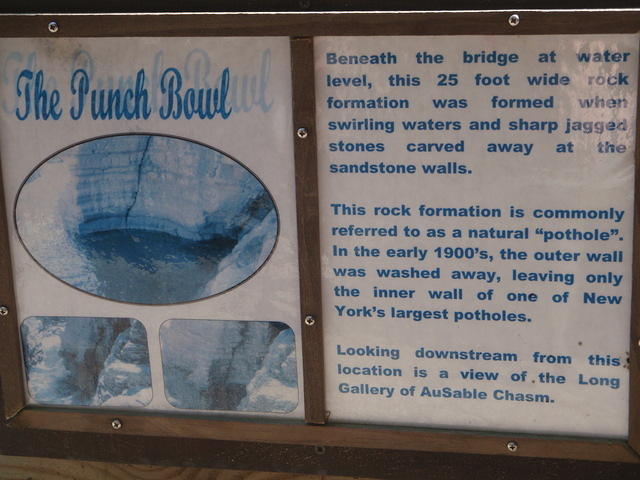 The Punch Bowl
Beneath the bridge at water
level, this 25 foot wide rock
formation was formed when
swirling waters and sharp jagged
stones carved away at the
sandstone walls.
This rock formation is commonly
referred to as a natural “pothole”.
In the early 1900’s, the outer wall
was washed away, leaving only
the inner wall of one of New
York’s largest potholes.
Looking downstream from this
location is a view of the Long
Gallery of AuSable Chasm.